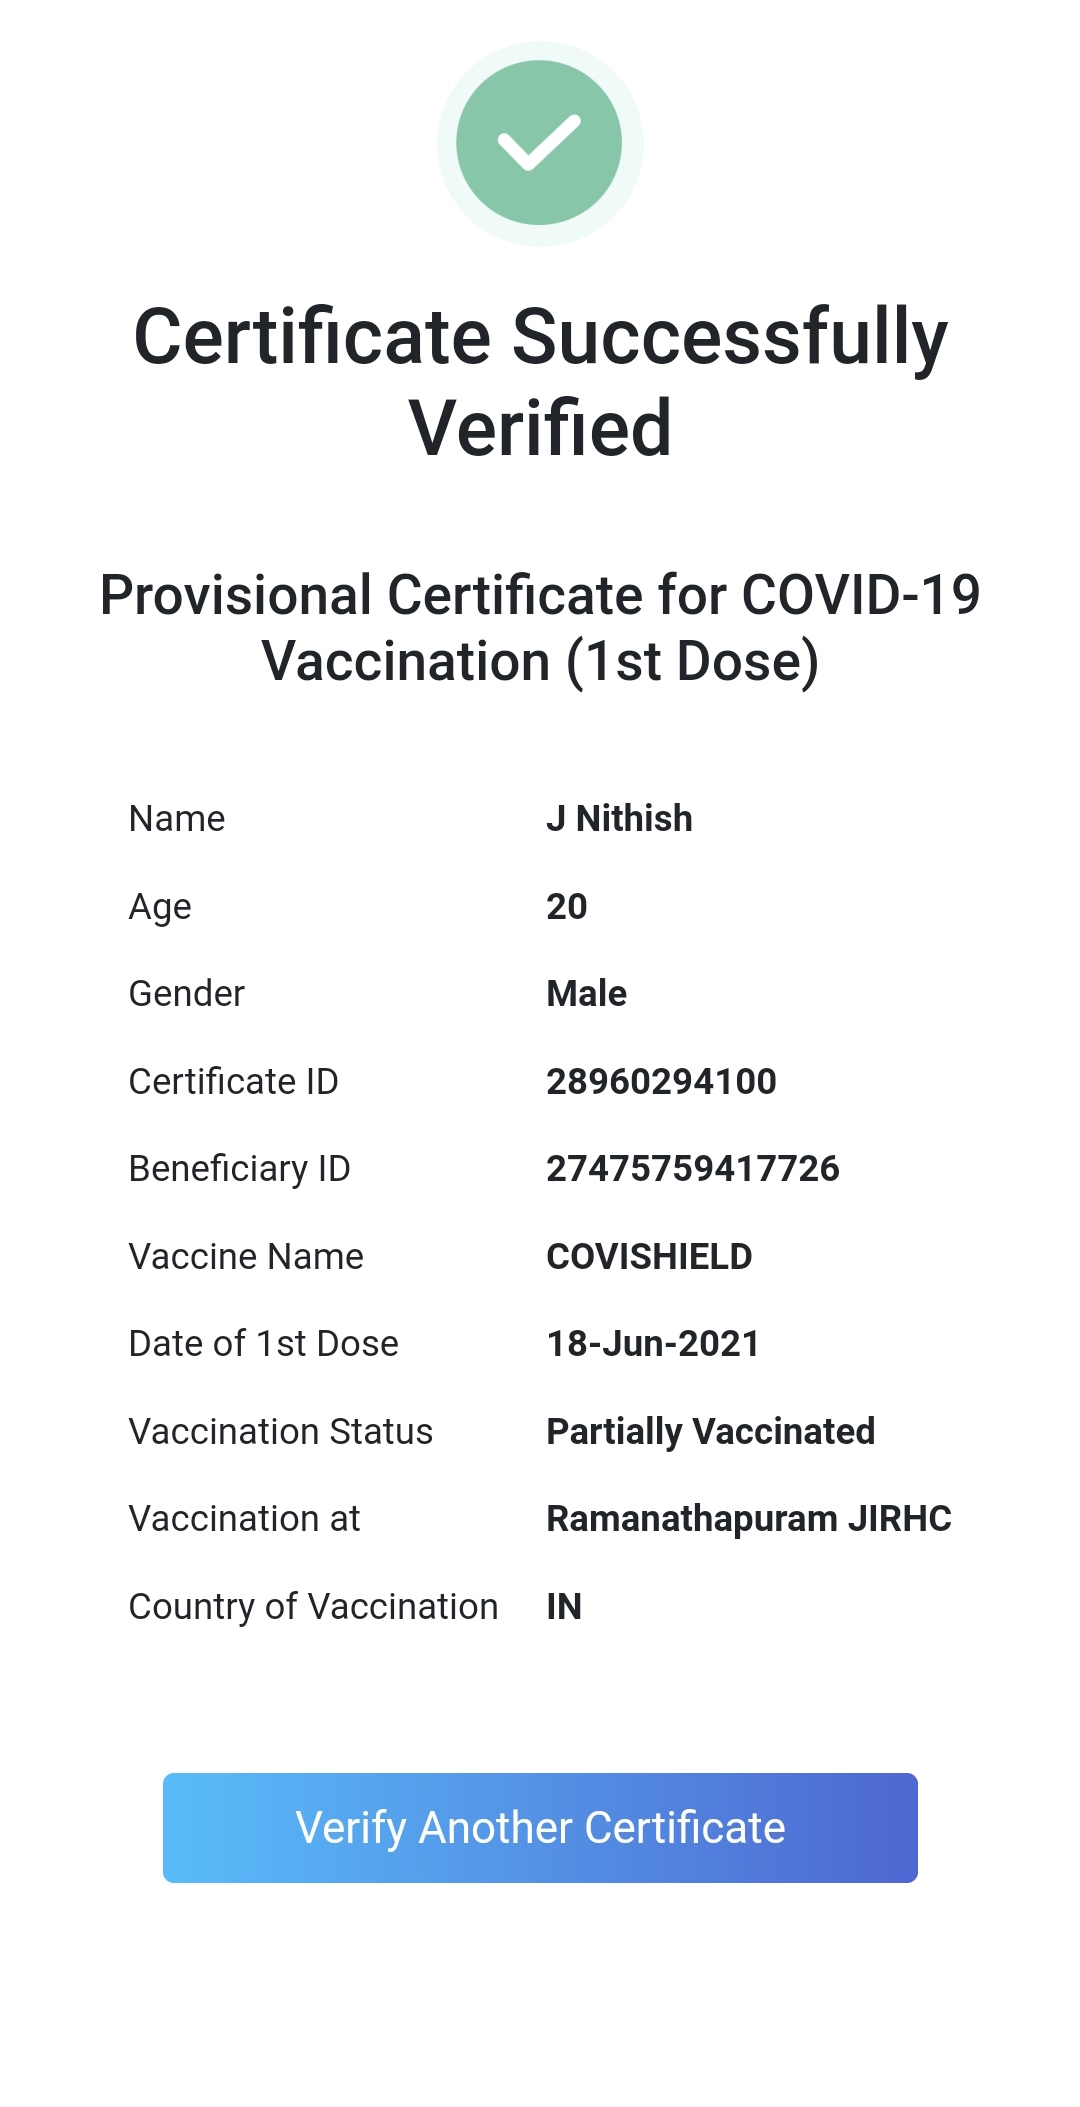 Certificate Successfully
Verified
Provisional Certificate for COVID-19
Vaccination (1st Dose)
Name J Nithish
Age 20
Gender Male
Certificate ID 28960294100
Beneficiary ID 27475759417726
Vaccine Name COVISHIELD
Date of 1st Dose 18-Jun-2021
Vaccination Status Partially Vaccinated
Vaccination at Ramanathapuram JIRHC
Country of Vaccination IN
Verify Another Certificate